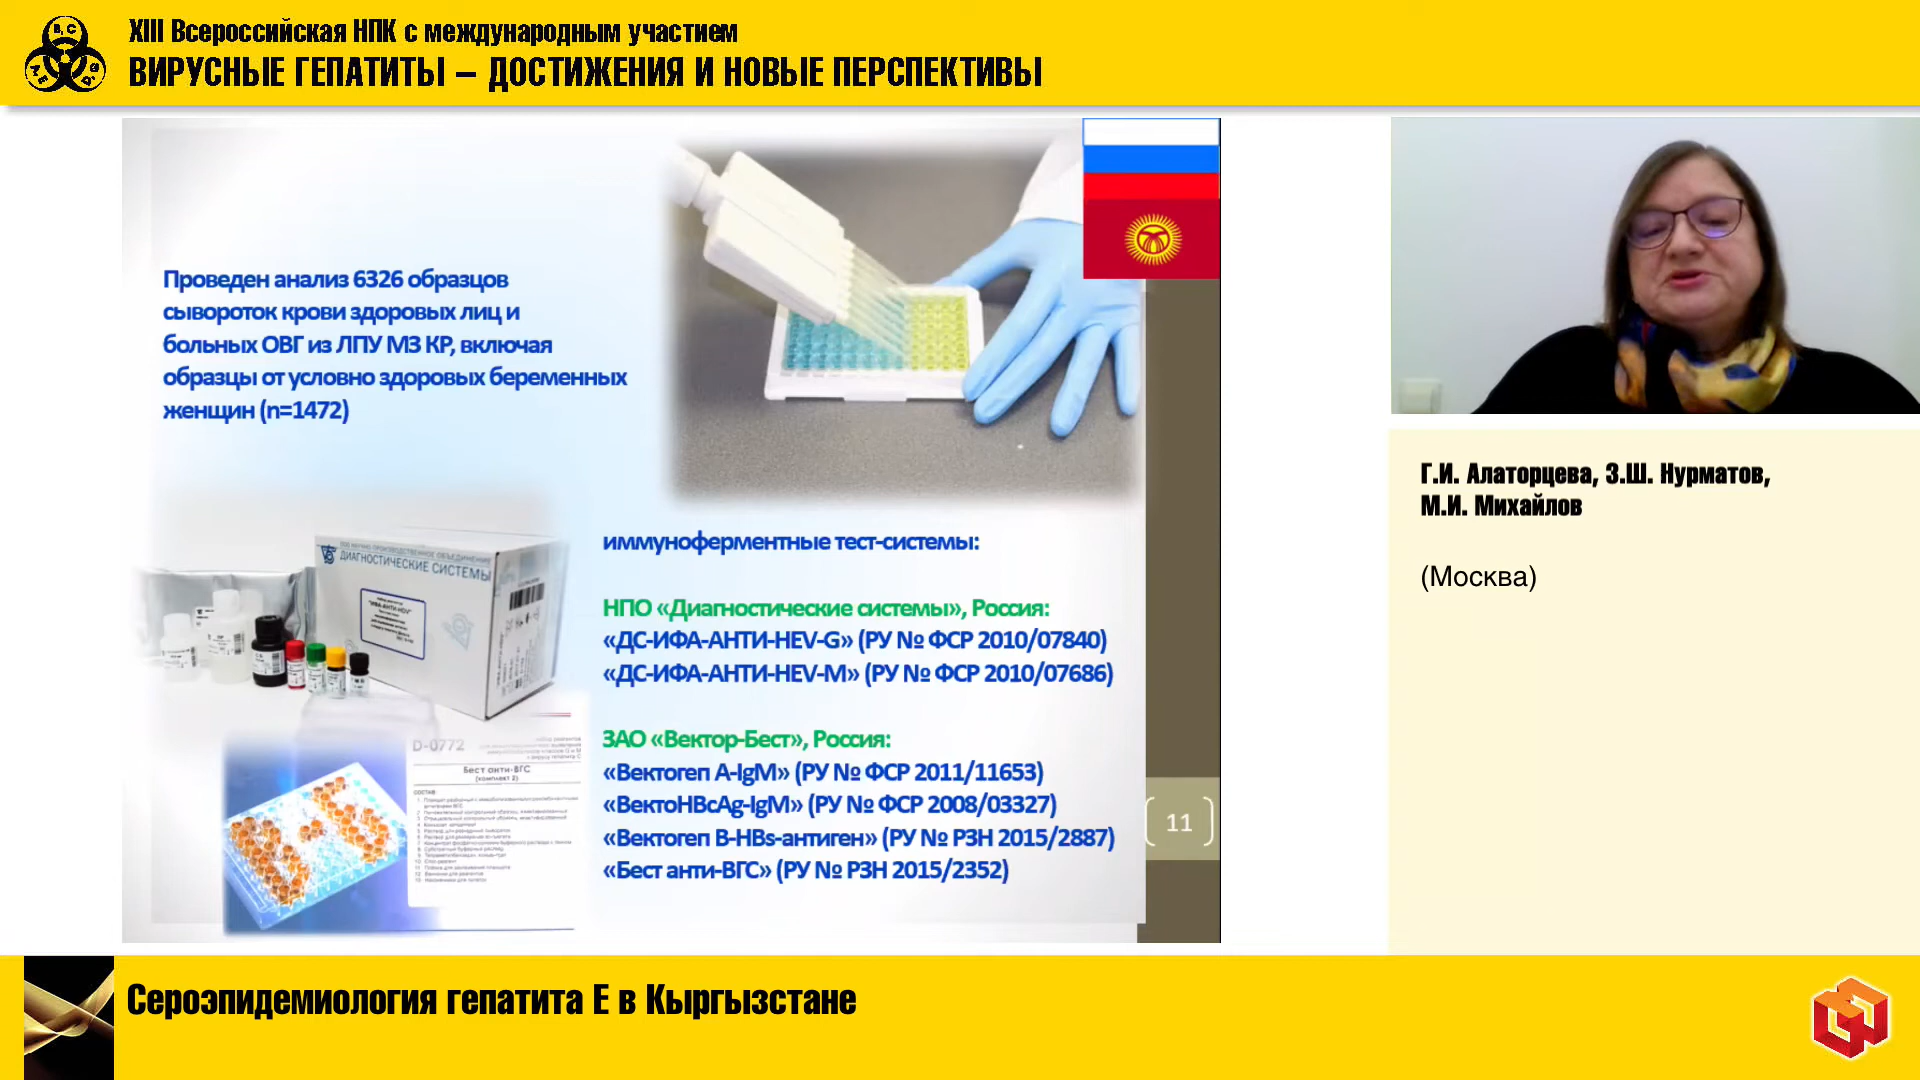 XIII Всероссийская НПК с международным участием
ВИРУСНЫЕ ГЕПАТИТЫ – ДОСТИЖЕНИЯ И НОВЫЕ ПЕРСПЕКТИВЫ
Проведен анализ 6326 образцов
сывороток крови здоровых лиц и
больных ОВГ из ЛПУ МЗ КР, включая
образцы от условно здоровых беременных
женщин (n=1472)
ДИАГНОСТИЧЕСКИЕ СИСТЕМЫ
D-0772
Бест анти-ВГС
(комплект 2)
СОСТАВ
иммуноферментные тест-системы:
НПО «Диагностические системы», Россия:
«ДС-ИФА-АНТИ-HEV-G» (РУ № ФСР 2010/07840)
«ДС-ИФА-АНТИ-HEV-M» (РУ № ФСР 2010/07686)
ЗАО «Вектор-Бест», Россия:
«Вектогеп А-IgM» (РУ № ФСР 2011/11653)
«ВектоHBcAg-IgM» (РУ № ФСР 2008/03327)
«Вектогеп В-HBs-антиген» (РУ № РЗН 2015/2887)
«Бест анти-ВГС» (РУ № РЗН 2015/2352)
11
Г.И. Алаторцева, З.Ш. Нурматов,
М.И. Михайлов
(Москва)
Сероэпидемиология гепатита Е в Кыргызстане